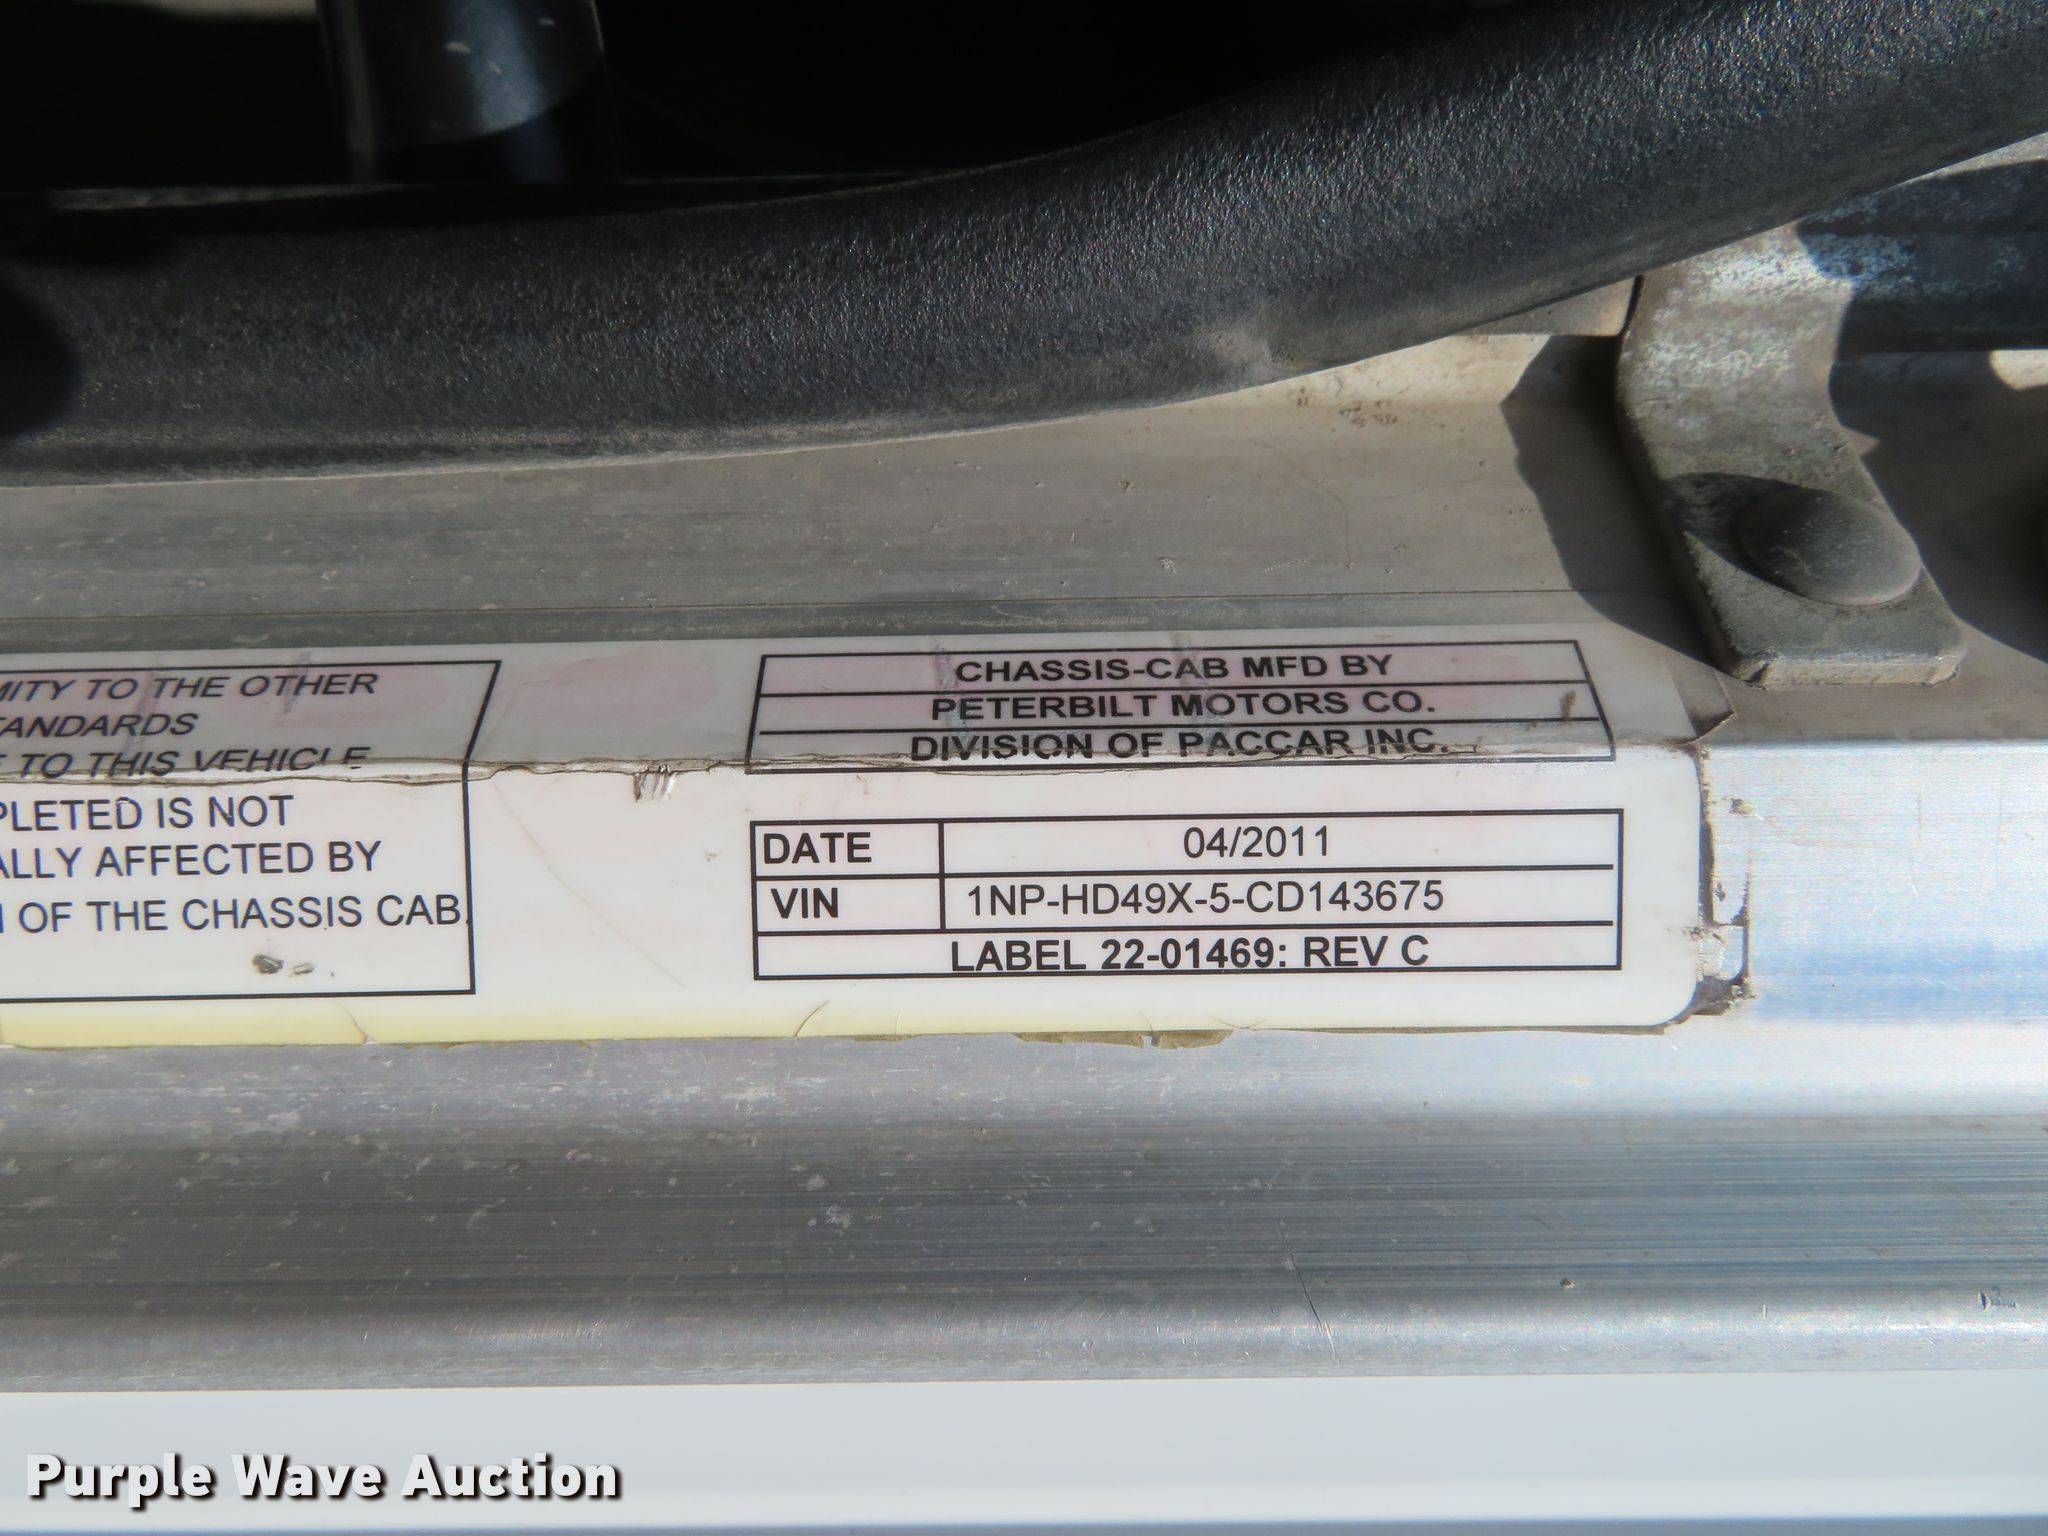 MITY TO THE OTHER
TANDARDS
TO THIS VEHICLE
PLETED IS NOT
ALLY AFFECTED BY
OF THE CHASSIS CAB.
CHASSIS-CAB MFD BY
PETERBILT MOTORS CO.
DIVISION OF PACCAR INC.
DATE 04/2011
VIN 1NP-HD49X-5-CD143675
LABEL 22-01469: REV C
Purple Wave Auction